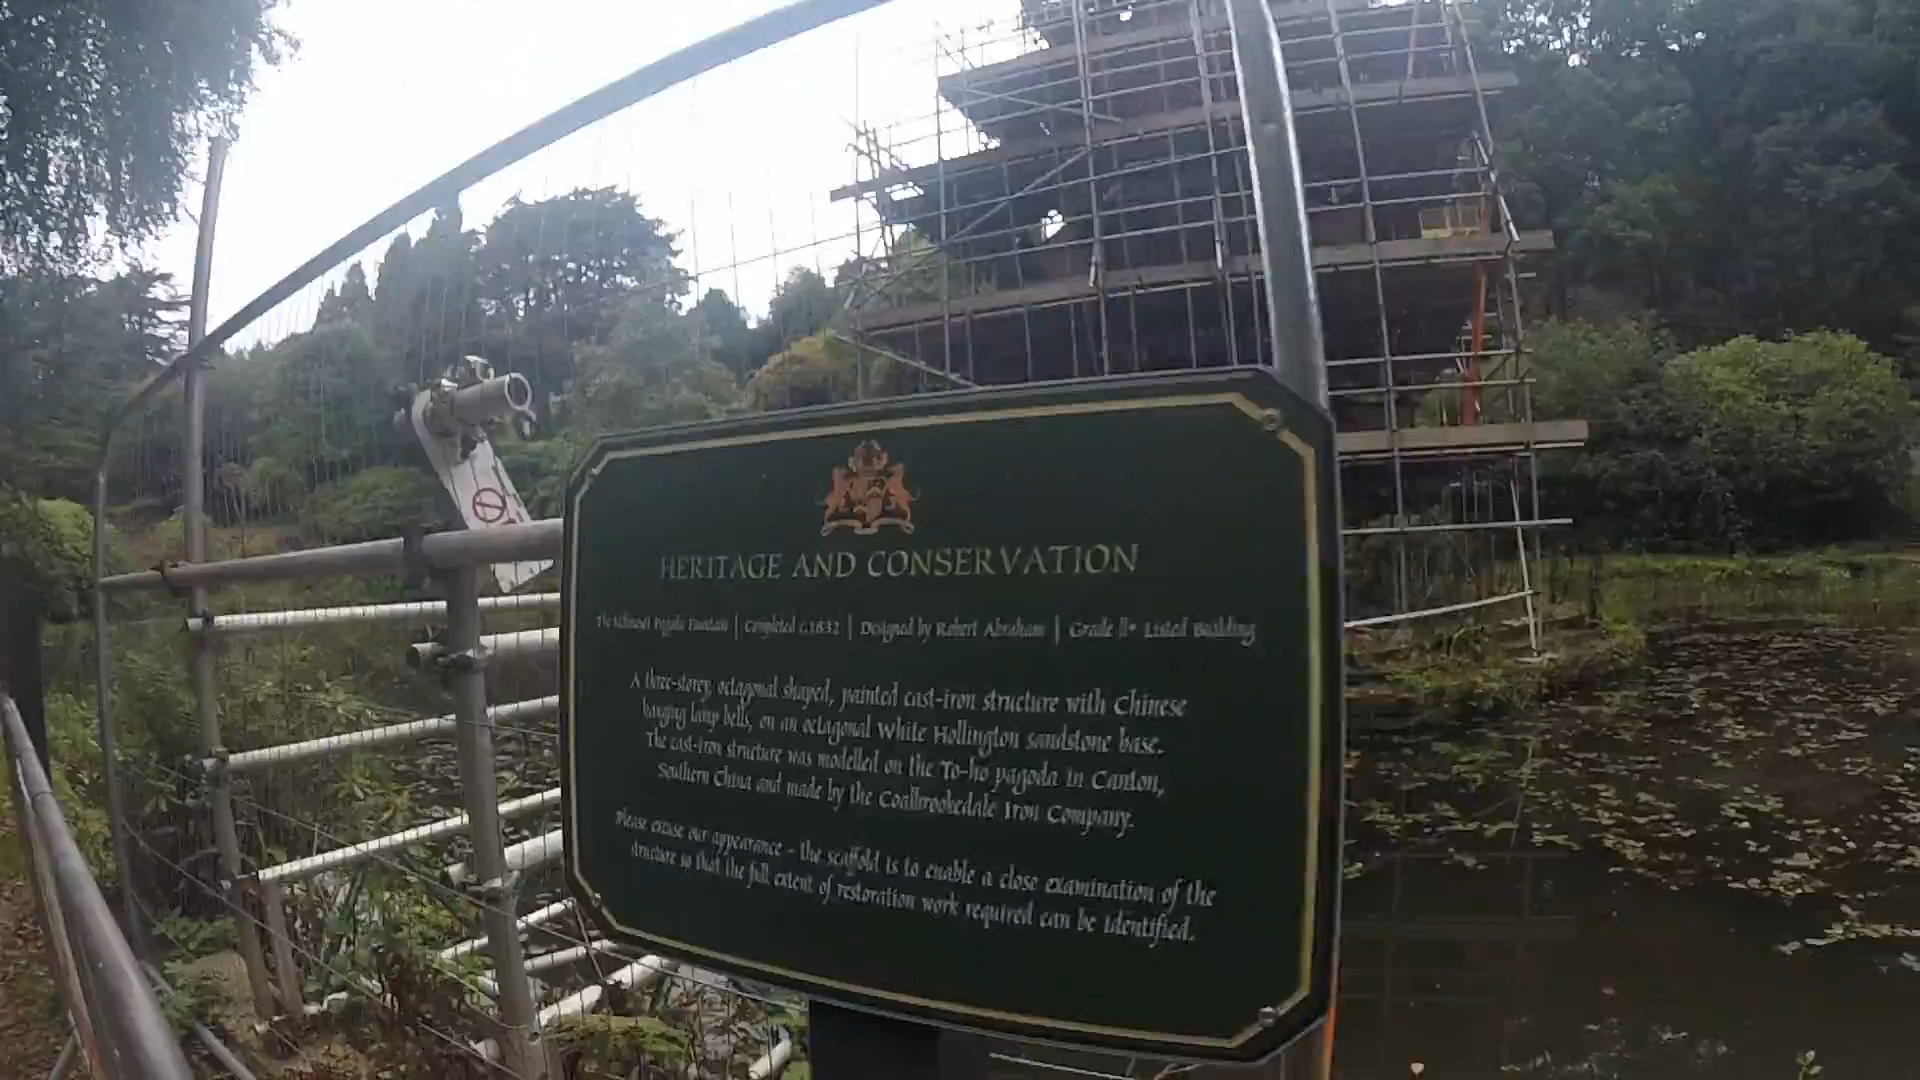 HERITAGE AND CONSERVATION
The Pagoda Fountain | Completed c.1832 | Designed by Robert Abraham | Grade II* Listed Building
A three-storey, octagonal shaped, painted cast-iron structure with Chinese
hanging lamp bells, on an octagonal White Hollington sandstone base.
The cast-iron structure was modelled on the To-ho pagoda in Canton,
Southern China and made by the Coalbrookedale Iron Company.
Please excuse our appearance - the scaffold is to enable a close examination of the
structure so that the full extent of restoration work required can be identified.